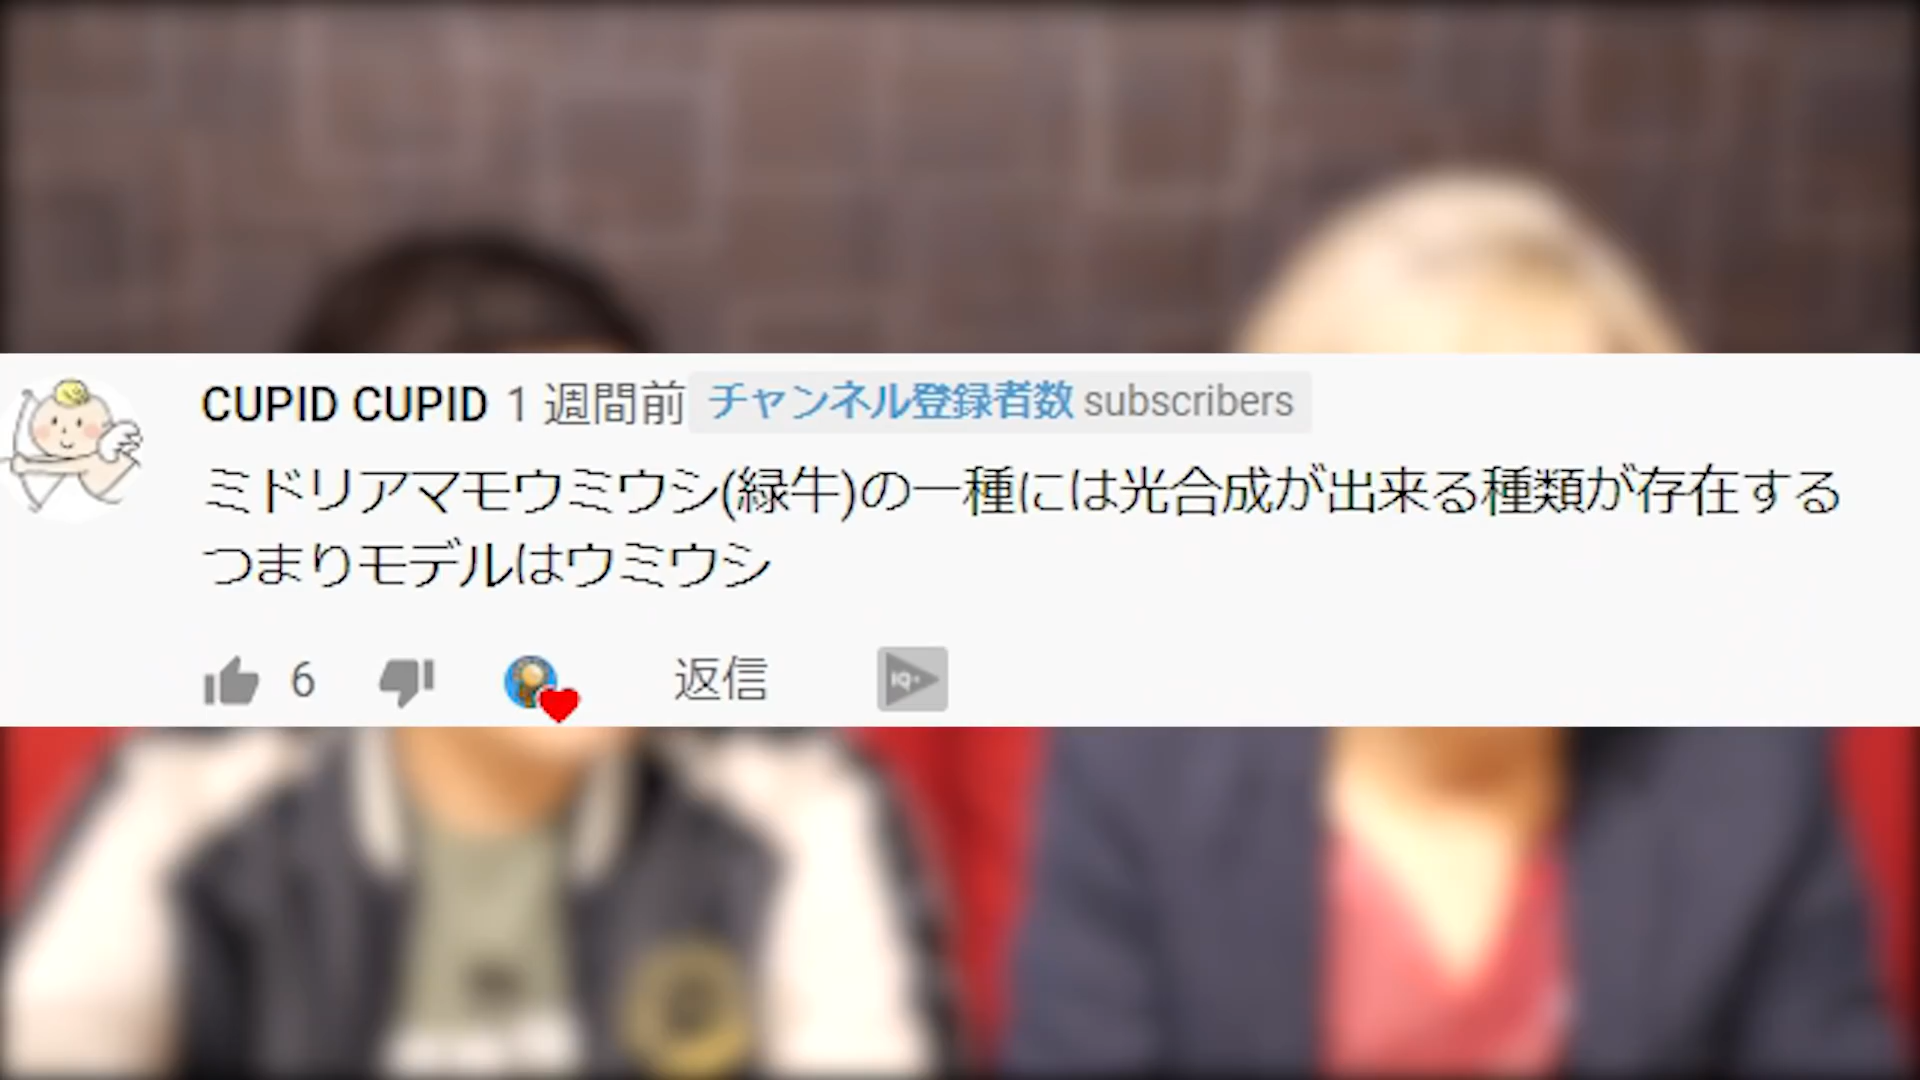 CUPID CUPID 1 週間前 チャンネル登録者数 subscribers
ミドリアマモウミウシ(緑牛)の一種には光合成が出来る種類が存在する
つまりモデルはウミウシ
6 返信 IQ+